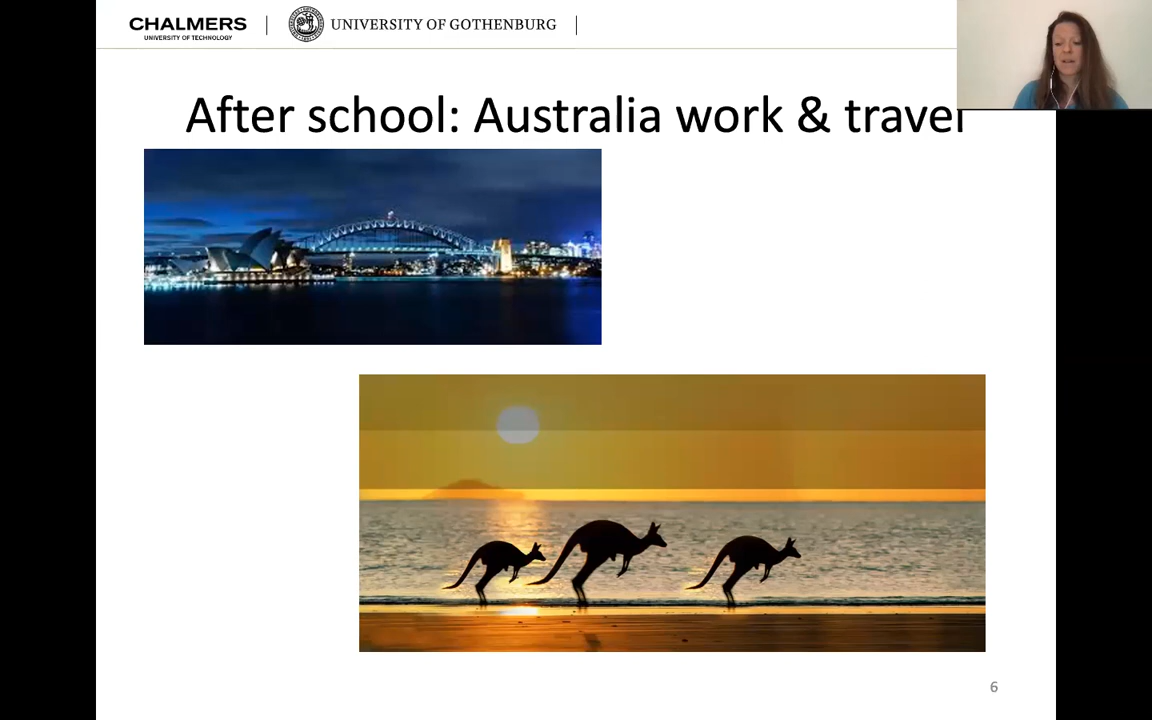 CHALMERS
UNIVERSITY OF TECHNOLOGY
UNIVERSITY OF GOTHENBURG
After school: Australia work & travel
6